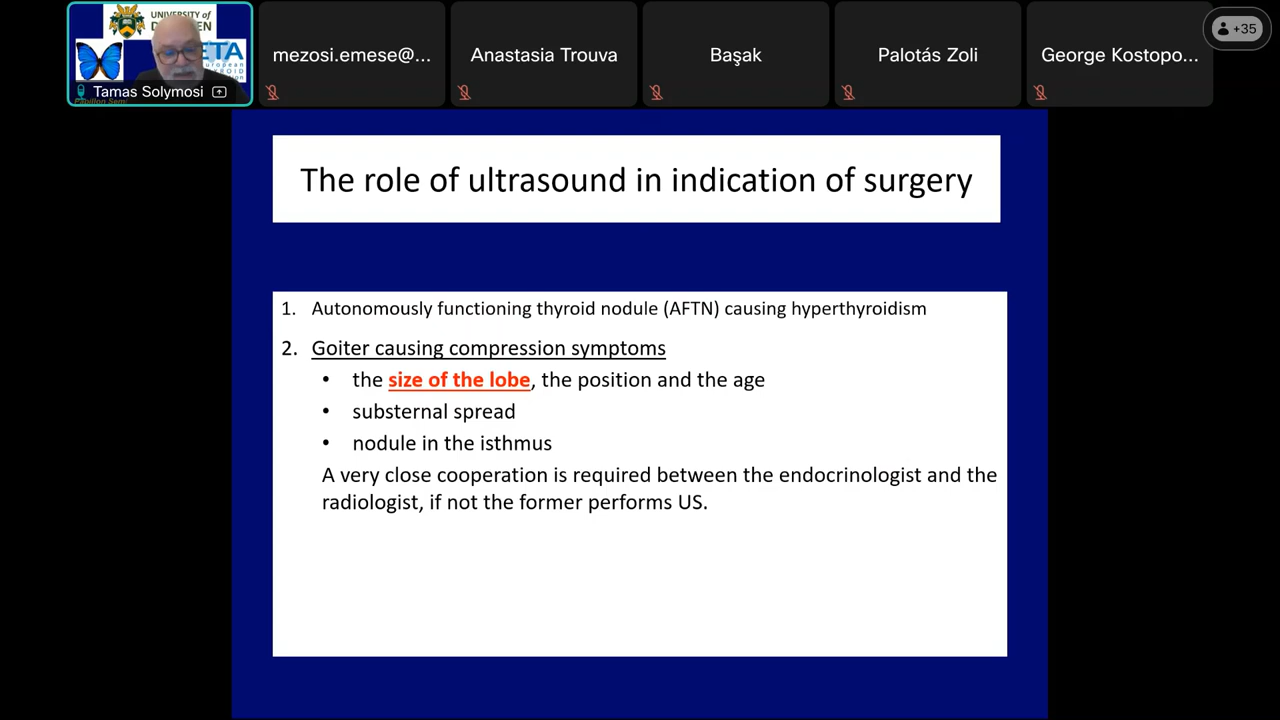 UNIVERSITY of
Tamas Solymosi
mezosi.emese@...
Anastasia Trouva
Başak
Palotás Zoli
George Kostopo...
+35
The role of ultrasound in indication of surgery
1. Autonomously functioning thyroid nodule (AFTN) causing hyperthyroidism
2. Goiter causing compression symptoms
• the size of the lobe, the position and the age
• substernal spread
• nodule in the isthmus
A very close cooperation is required between the endocrinologist and the
radiologist, if not the former performs US.